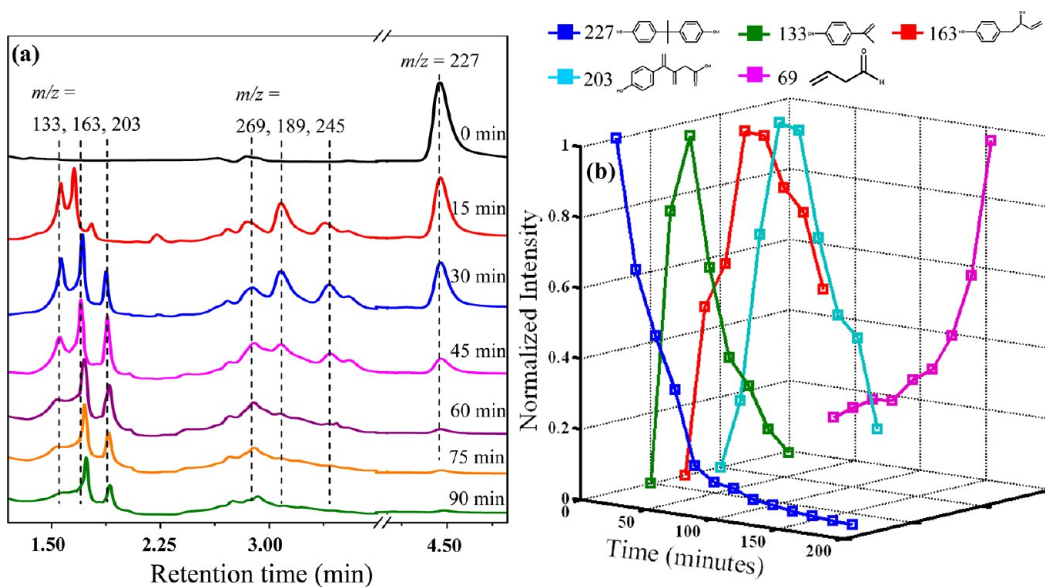 (a)
m/z = 227
m/z =
133, 163, 203
m/z =
269, 189, 245
0 min
15 min
30 min
45 min
60 min
75 min
90 min
1.50 2.25 3.00 4.50
Retention time (min)
227 133 163
203 69
OH
O
H
(b)
Normalized Intensity
1
0.8
0.6
0.4
0.2
0
0 50 100 150 200
Time (minutes)